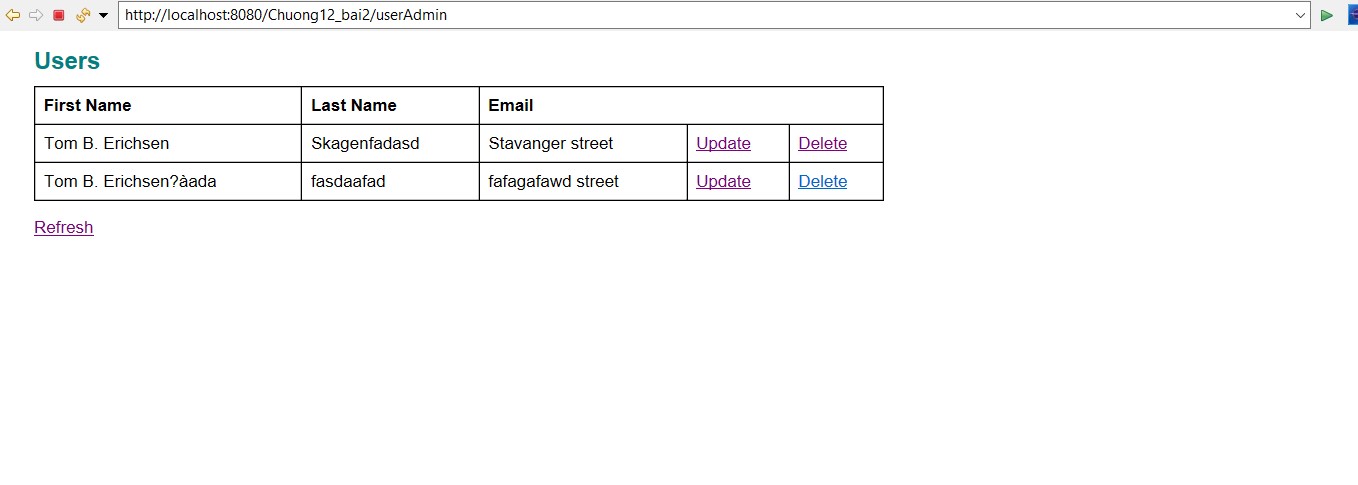 http://localhost:8080/Chuong12_bai2/userAdmin
Users
First Name Last Name Email
Tom B. Erichsen Skagenfadasd Stavanger street Update Delete
Tom B. Erichsen?àada fasdaafad fafagafawd street Update Delete
Refresh